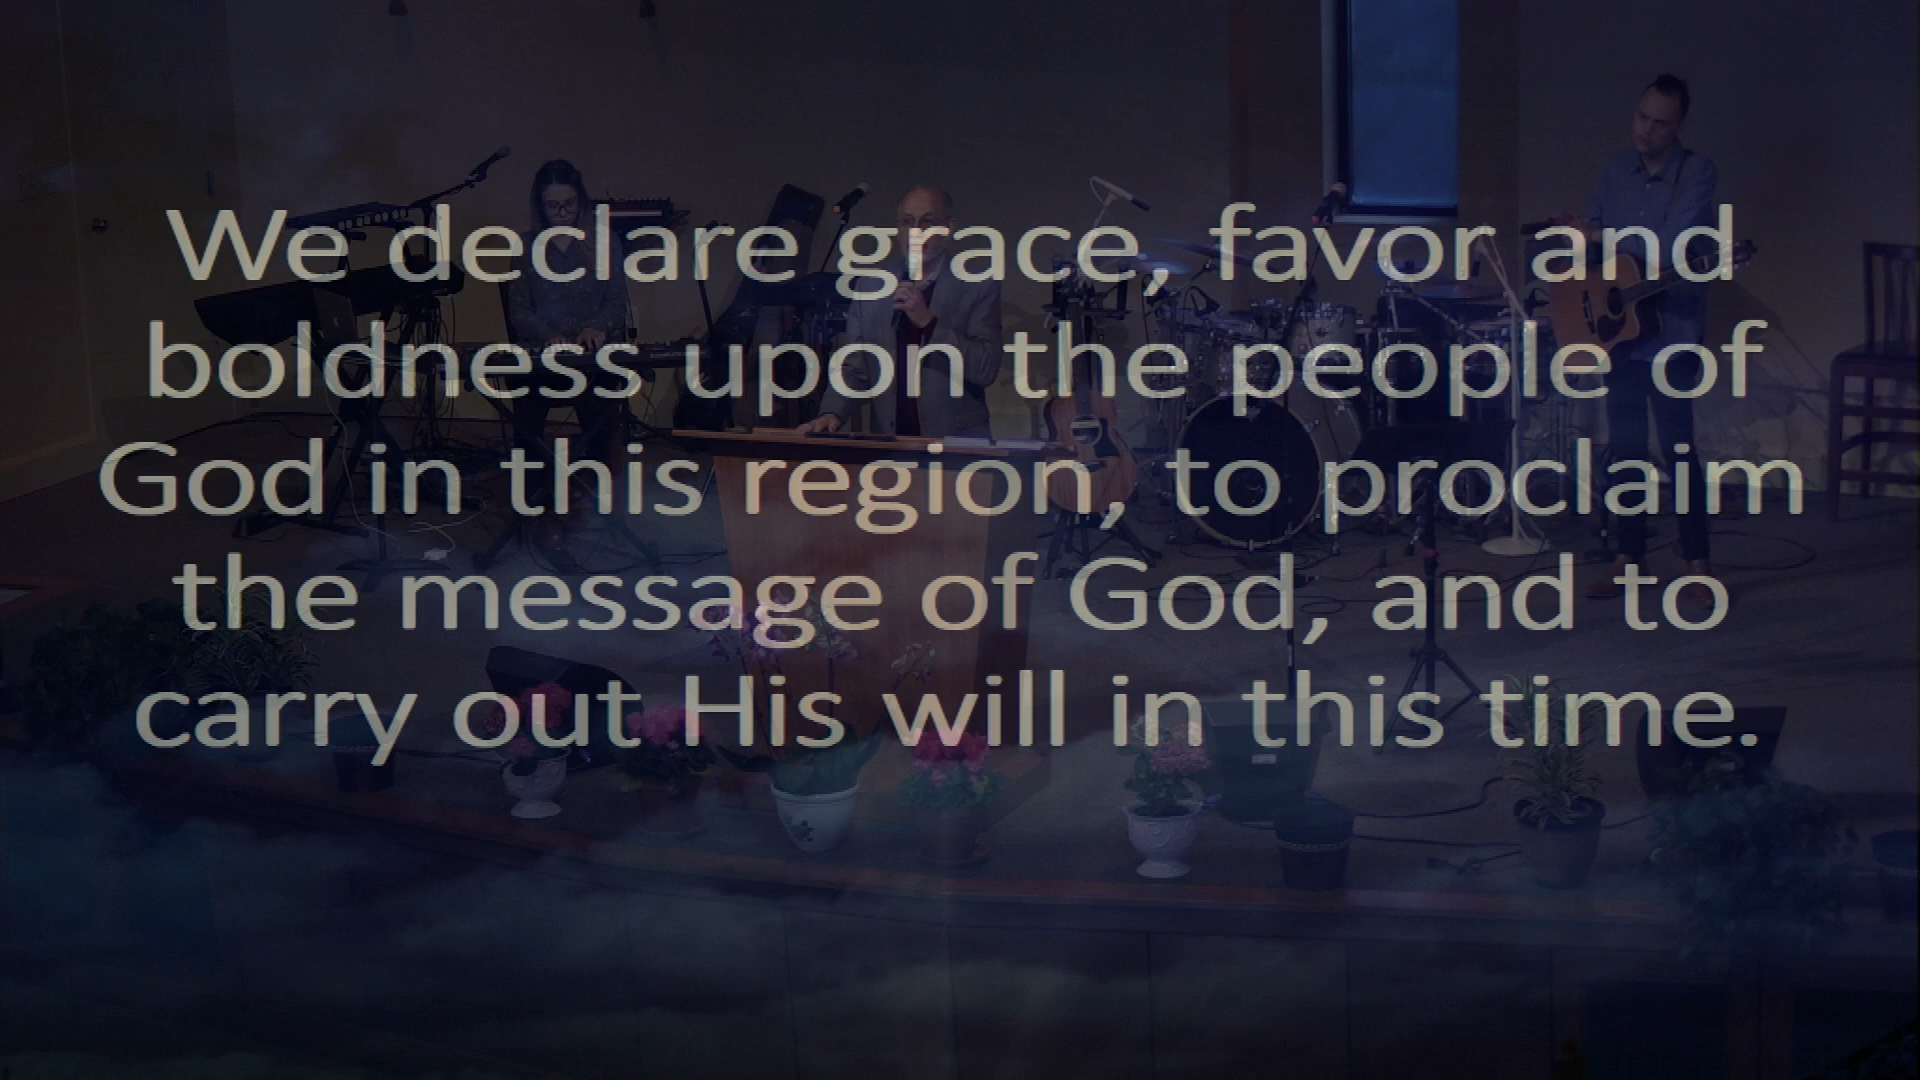 We declare grace, favor and
boldness upon the people of
God in this region, to proclaim
the message of God, and to
carry out His will in this time.